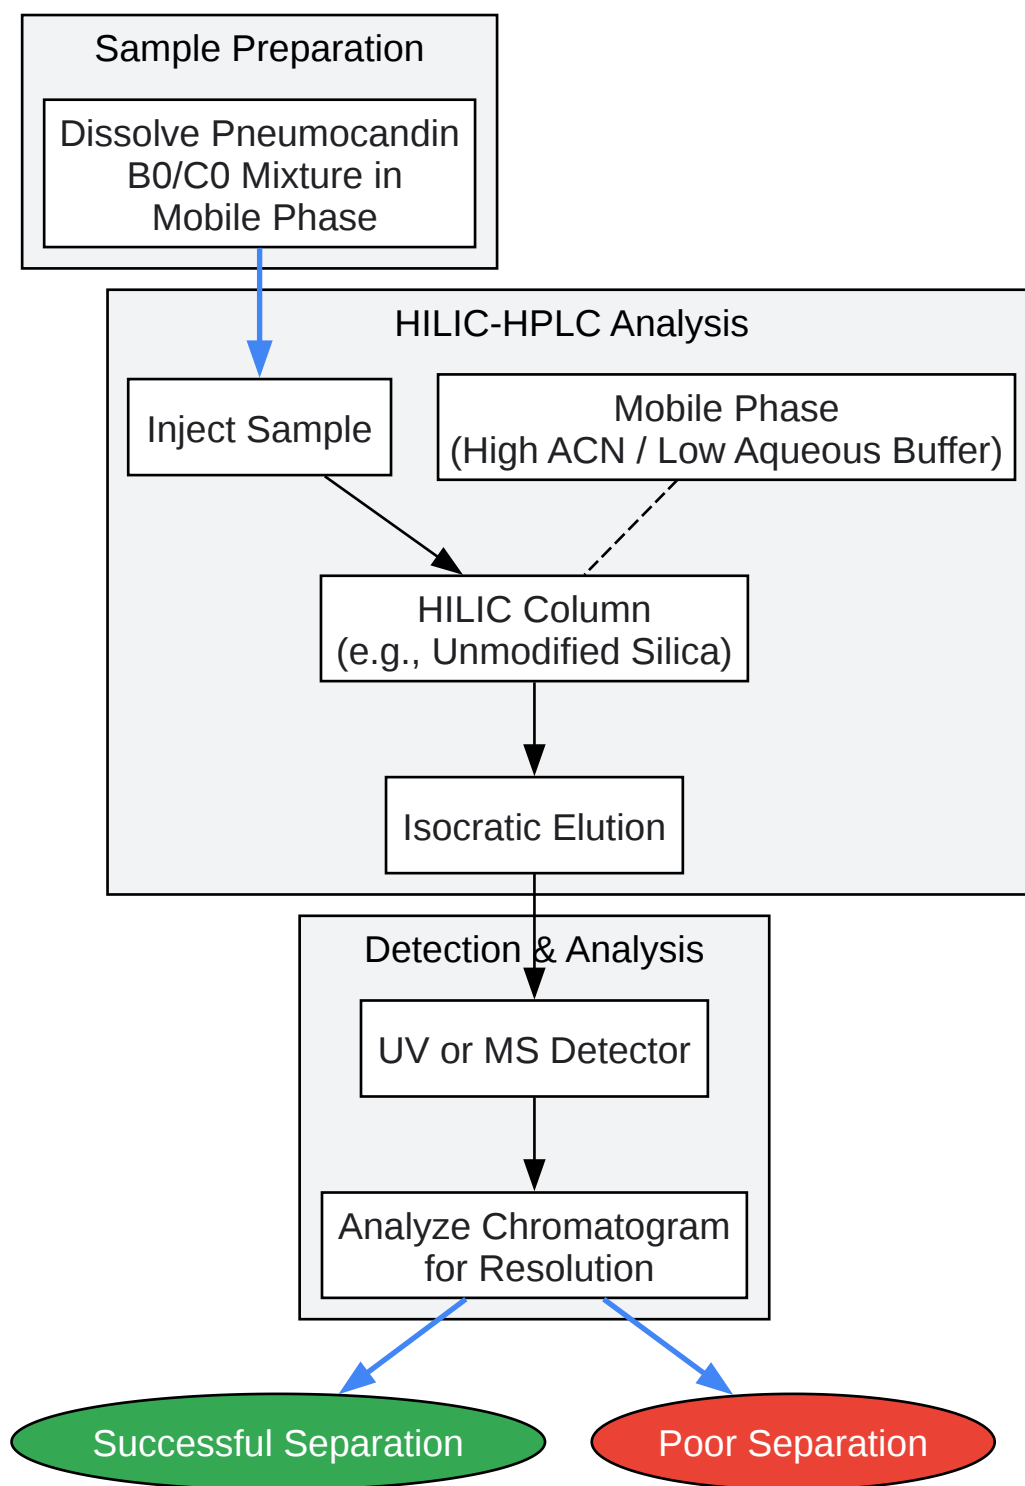 Sample Preparation
Dissolve Pneumocandin
B0/C0 Mixture in
Mobile Phase
HILIC-HPLC Analysis
Inject Sample
Mobile Phase
(High ACN / Low Aqueous Buffer)
HILIC Column
(e.g., Unmodified Silica)
Isocratic Elution
Detection & Analysis
UV or MS Detector
Analyze Chromatogram
for Resolution
Successful Separation
Poor Separation